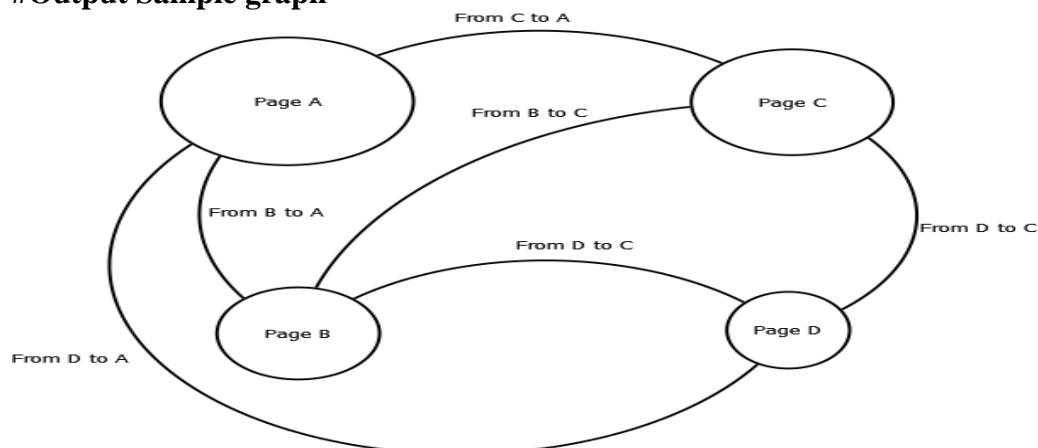 #Output Sample graph
From C to A
Page A
Page C
From B to C
From B to A
From D to C
From D to C
Page B
Page D
From D to A